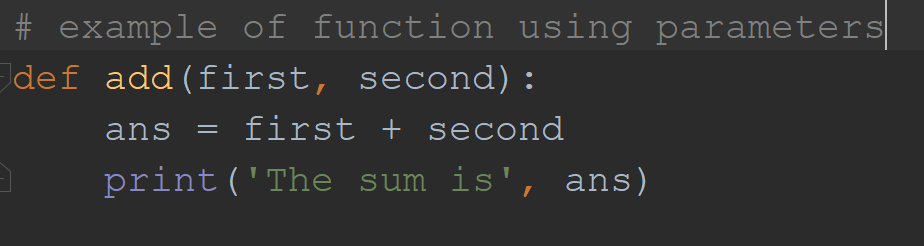 # example of function using parameters
def add(first, second):
    ans = first + second
    print('The sum is', ans)